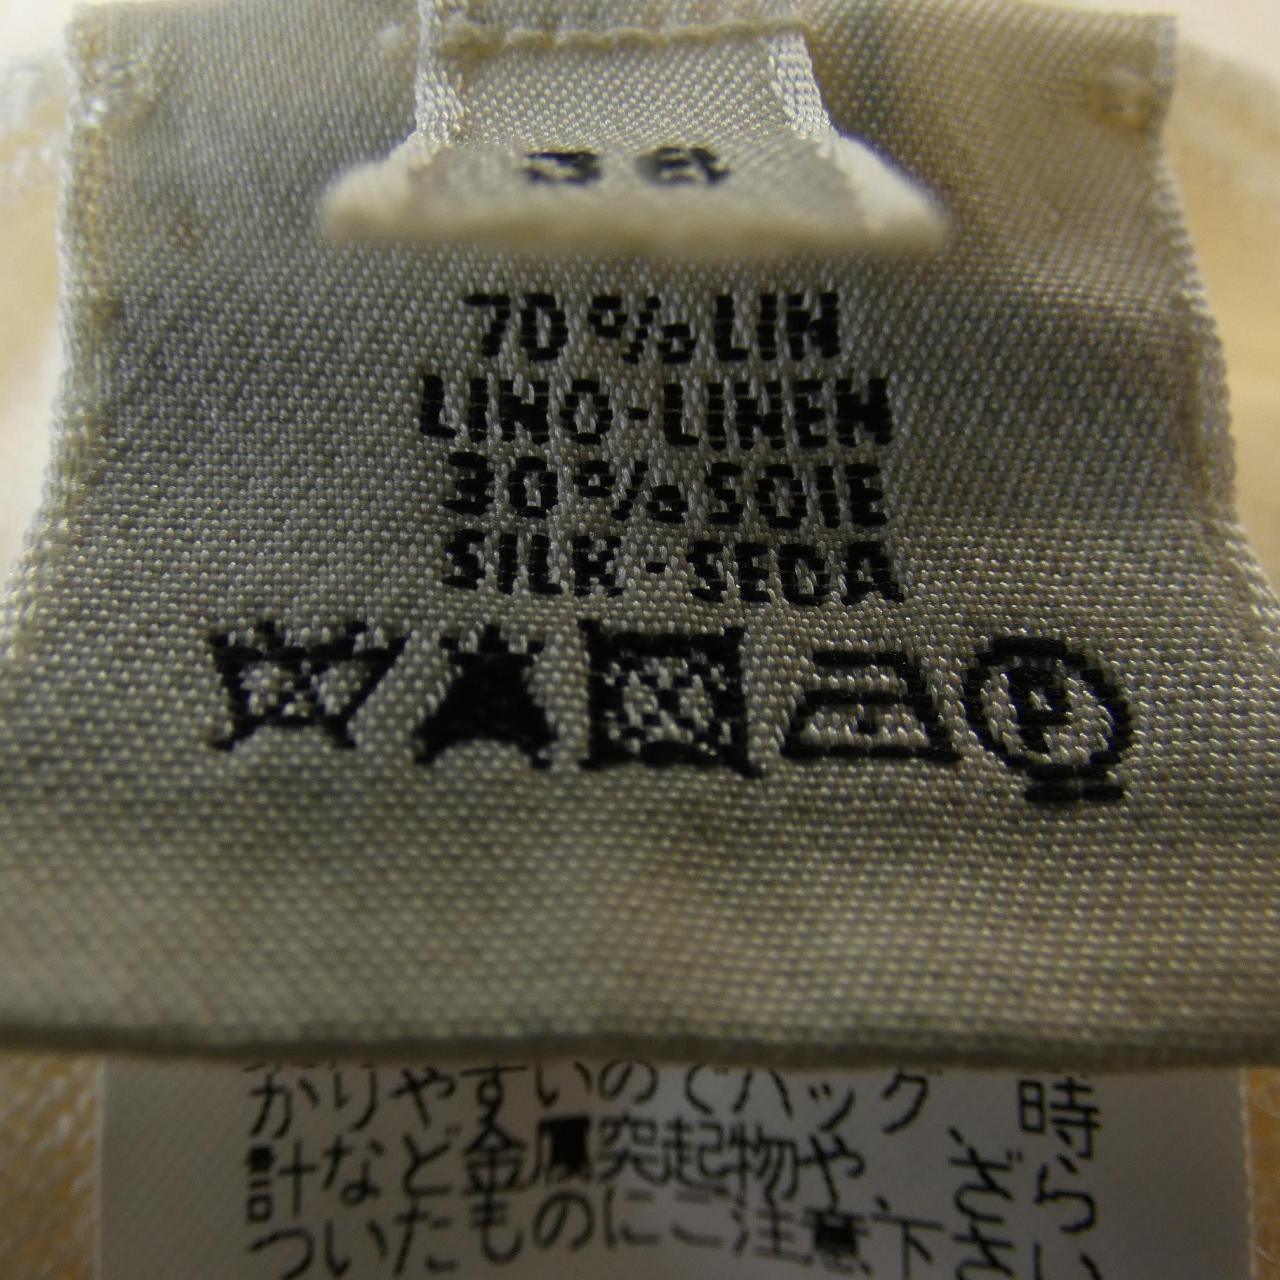 38
70%LIN
LINO-LINEN
30%SOIE
SILK-SEDA
P
かりやすいのでバッグ 時
計など金属突起物や、ざら
ついたものにご注意下さい